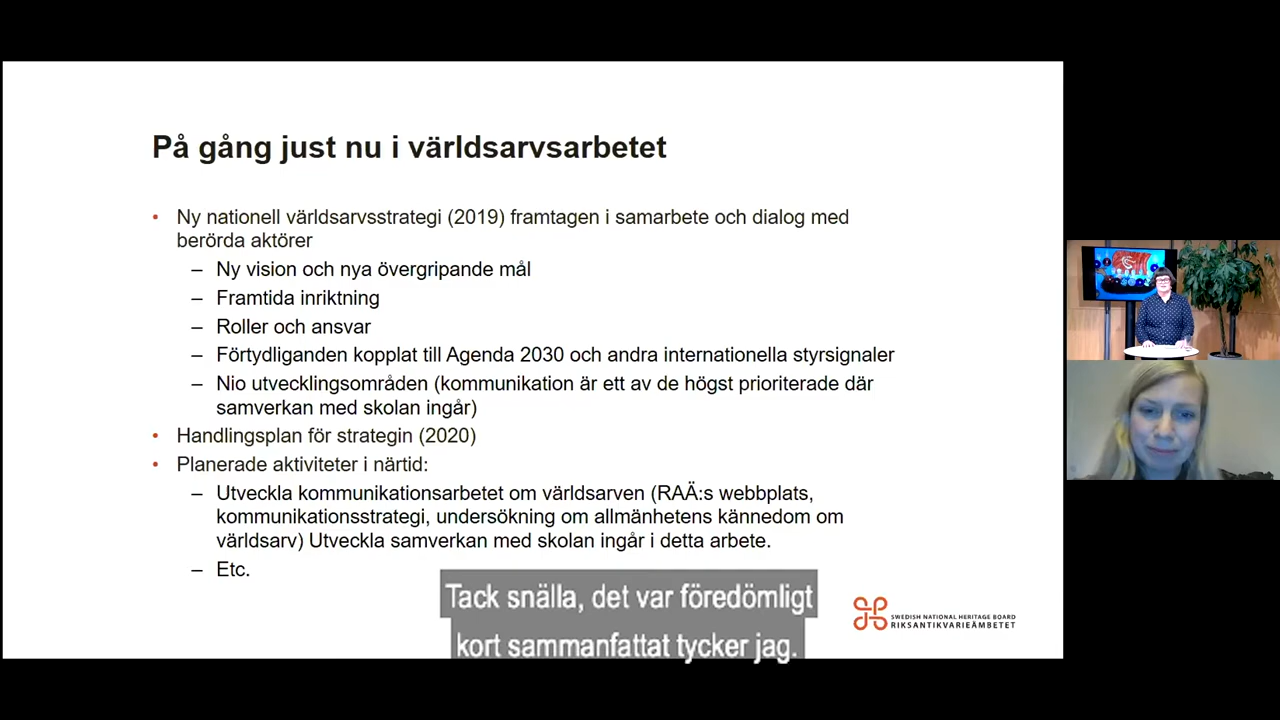 På gång just nu i världsarvsarbetet
• Ny nationell världsarvsstrategi (2019) framtagen i samarbete och dialog med
berörda aktörer
– Ny vision och nya övergripande mål
– Framtida inriktning
– Roller och ansvar
– Förtydliganden kopplat till Agenda 2030 och andra internationella styrsignaler
– Nio utvecklingsområden (kommunikation är ett av de högst prioriterade där
samverkan med skolan ingår)
• Handlingsplan för strategin (2020)
• Planerade aktiviteter i närtid:
– Utveckla kommunikationsarbetet om världsarven (RAÄ:s webbplats,
kommunikationsstrategi, undersökning om allmänhetens kännedom om
världsarv) Utveckla samverkan med skolan ingår i detta arbete.
– Etc.
Tack snälla, det var föredömligt
kort sammanfattat tycker jag.
SWEDISH NATIONAL HERITAGE BOARD
RIKSANTIKVARIEÄMBETET